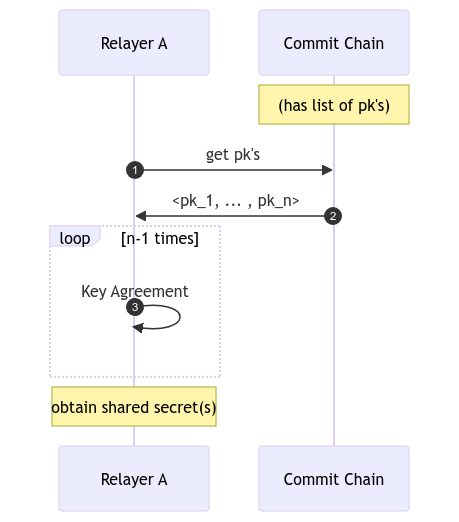 Relayer A
Commit Chain
(has list of pk's)
1
get pk's
<pk_1, ... , pk_n>
2
loop
[n-1 times]
Key Agreement
3
obtain shared secret(s)
Relayer A
Commit Chain